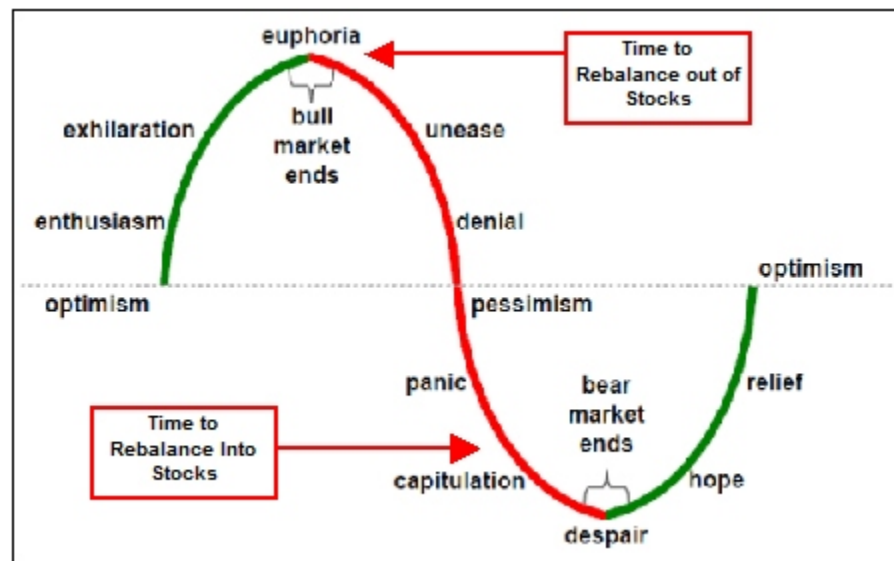 euphoria
Time to
Rebalance out of
Stocks
exhilaration
bull
market
ends
unease
enthusiasm
denial
optimism
optimism
pessimism
panic
bear
market
ends
relief
Time to
Rebalance Into
Stocks
capitulation
hope
despair